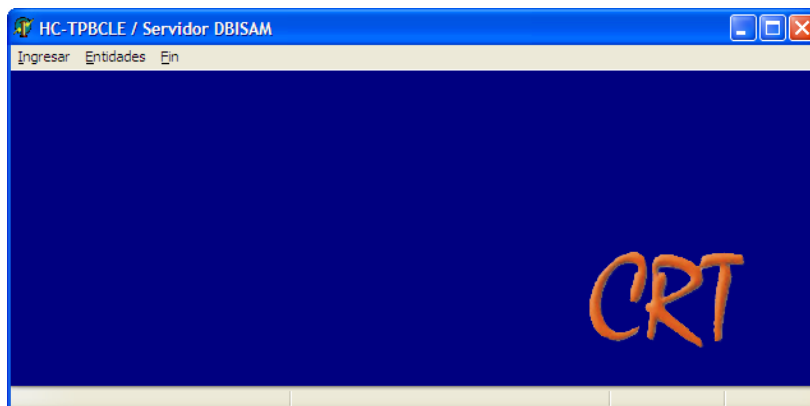 HC-TPBCLE / Servidor DBISAM
Ingresar Entidades Fin
CRT